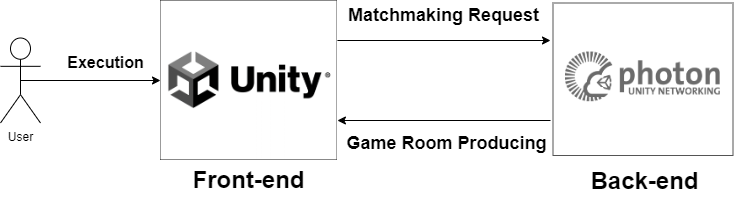 Matchmaking Request
Execution
Unity®
photon
UNITY NETWORKING
User
Game Room Producing
Front-end
Back-end